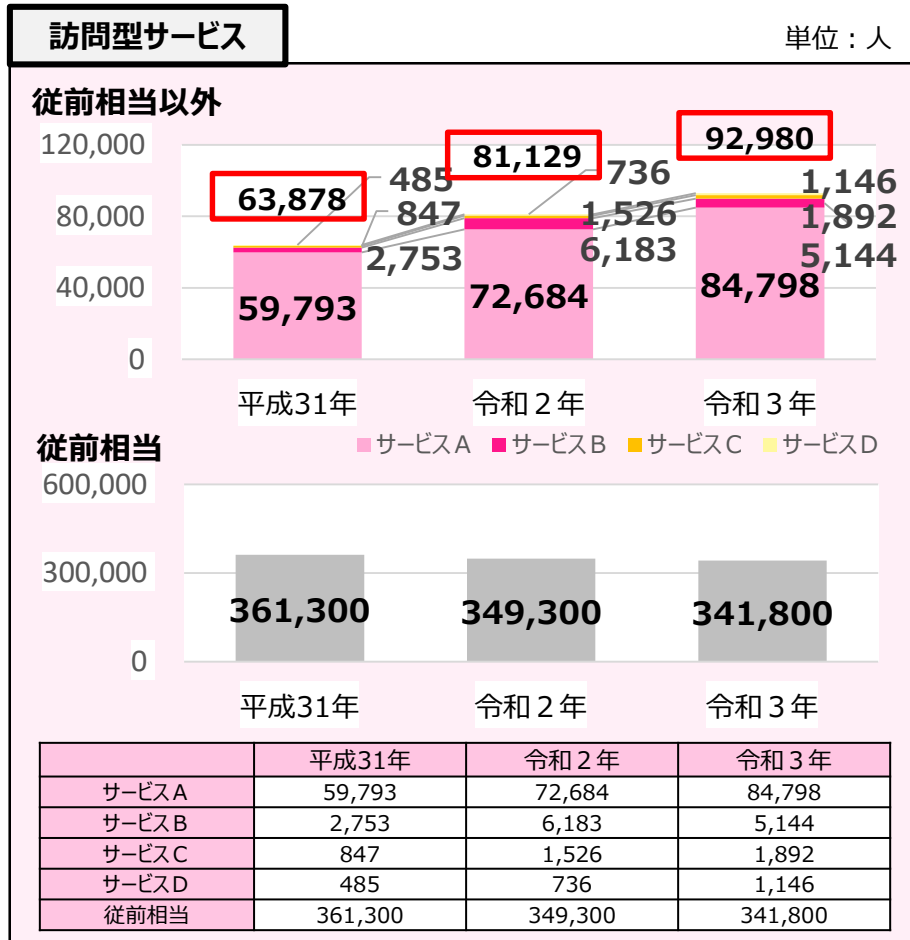 訪問型サービス
単位：人
従前相当以外
120,000
80,000
40,000
0
63,878
81,129
92,980
485
847
2,753
736
1,526
6,183
1,146
1,892
5,144
59,793
72,684
84,798
平成31年 令和２年 令和３年
サービスA サービスB サービスC サービスD
従前相当
600,000
300,000
0
361,300 349,300 341,800
平成31年 令和２年 令和３年
平成31年 令和２年 令和３年
サービスA 59,793 72,684 84,798
サービスB 2,753 6,183 5,144
サービスC 847 1,526 1,892
サービスD 485 736 1,146
従前相当 361,300 349,300 341,800